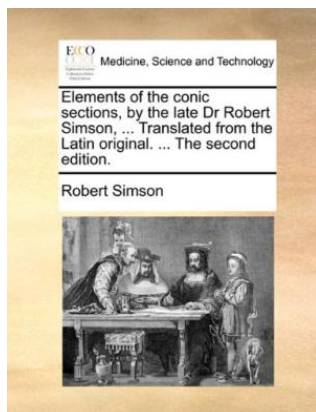 ECCO
Medicine, Science and Technology
Elements of the conic
sections, by the late Dr Robert
Simson, ... Translated from the
Latin original. ... The second
edition.
Robert Simson